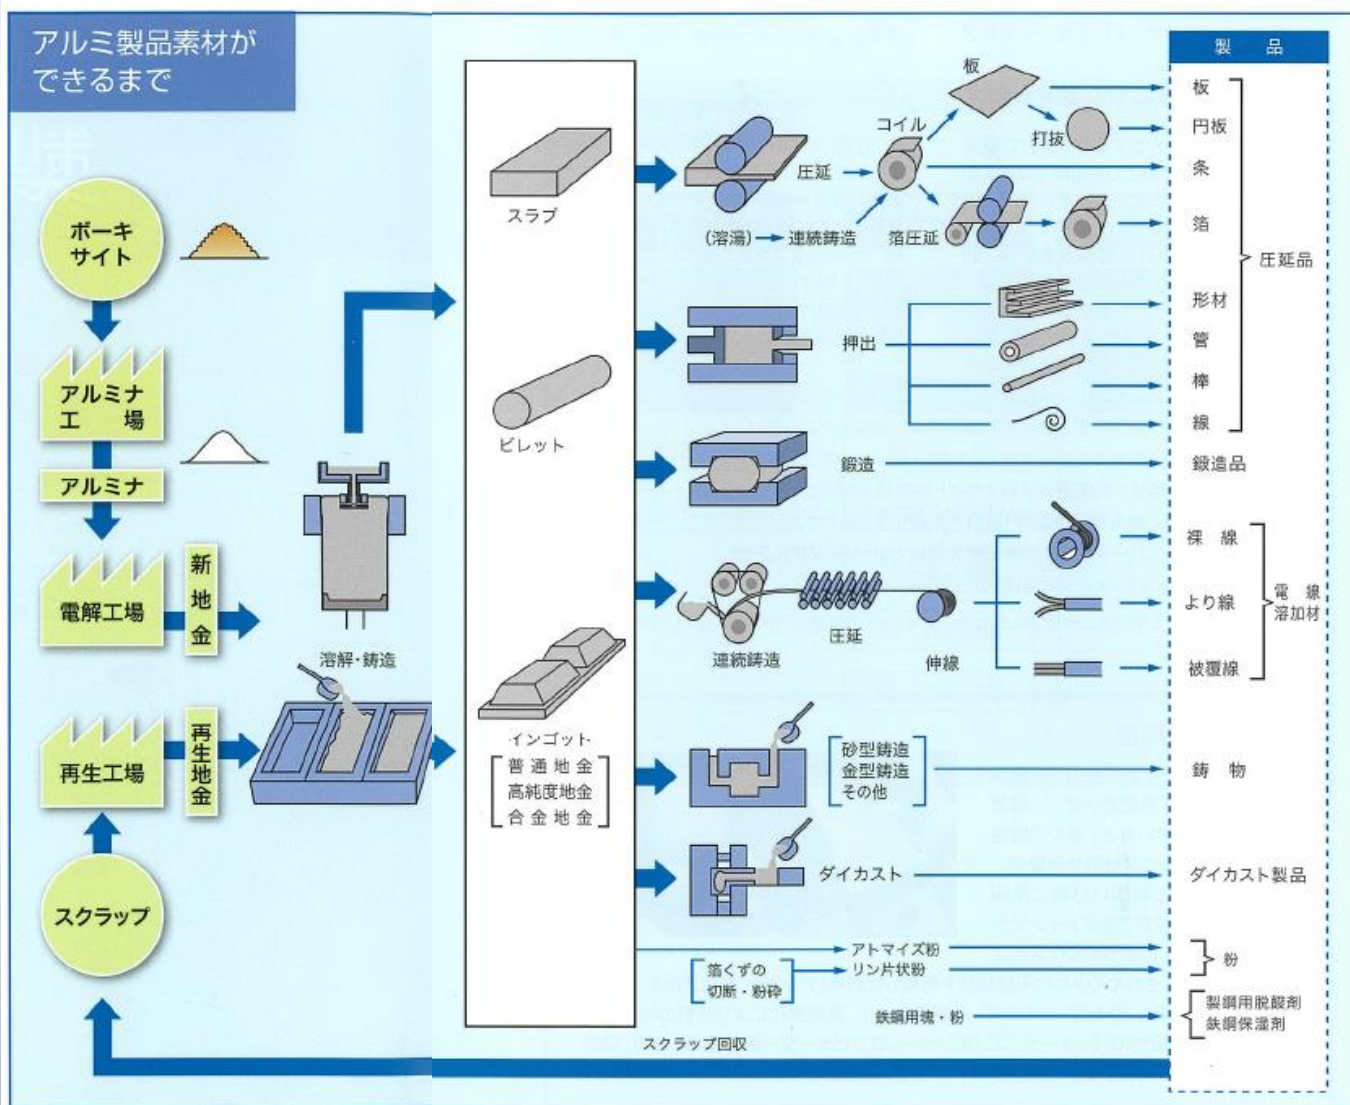 アルミ製品素材が
できるまで
ボーキ
サイト
アルミナ
工 場
アルミナ
電解工場
新地金
再生工場
再生地金
スクラップ
溶解・鋳造
スラブ
ビレット
インゴット
普通地金
高純度地金
合金地金
圧延
(溶湯)
連続鋳造
コイル
板
打抜
箔圧延
押出
鍛造
連続鋳造
圧延
伸線
砂型鋳造
金型鋳造
その他
ダイカスト
アトマイズ粉
箔くずの
切断・粉砕
リン片状粉
鉄鋼用塊・粉
スクラップ回収
製 品
板
円板
条
箔
形材
管
棒
線
圧延品
鍛造品
裸 線
より線
被覆線
電 線
溶加材
鋳 物
ダイカスト製品
粉
製鋼用脱酸剤
鉄鋼保湿剤